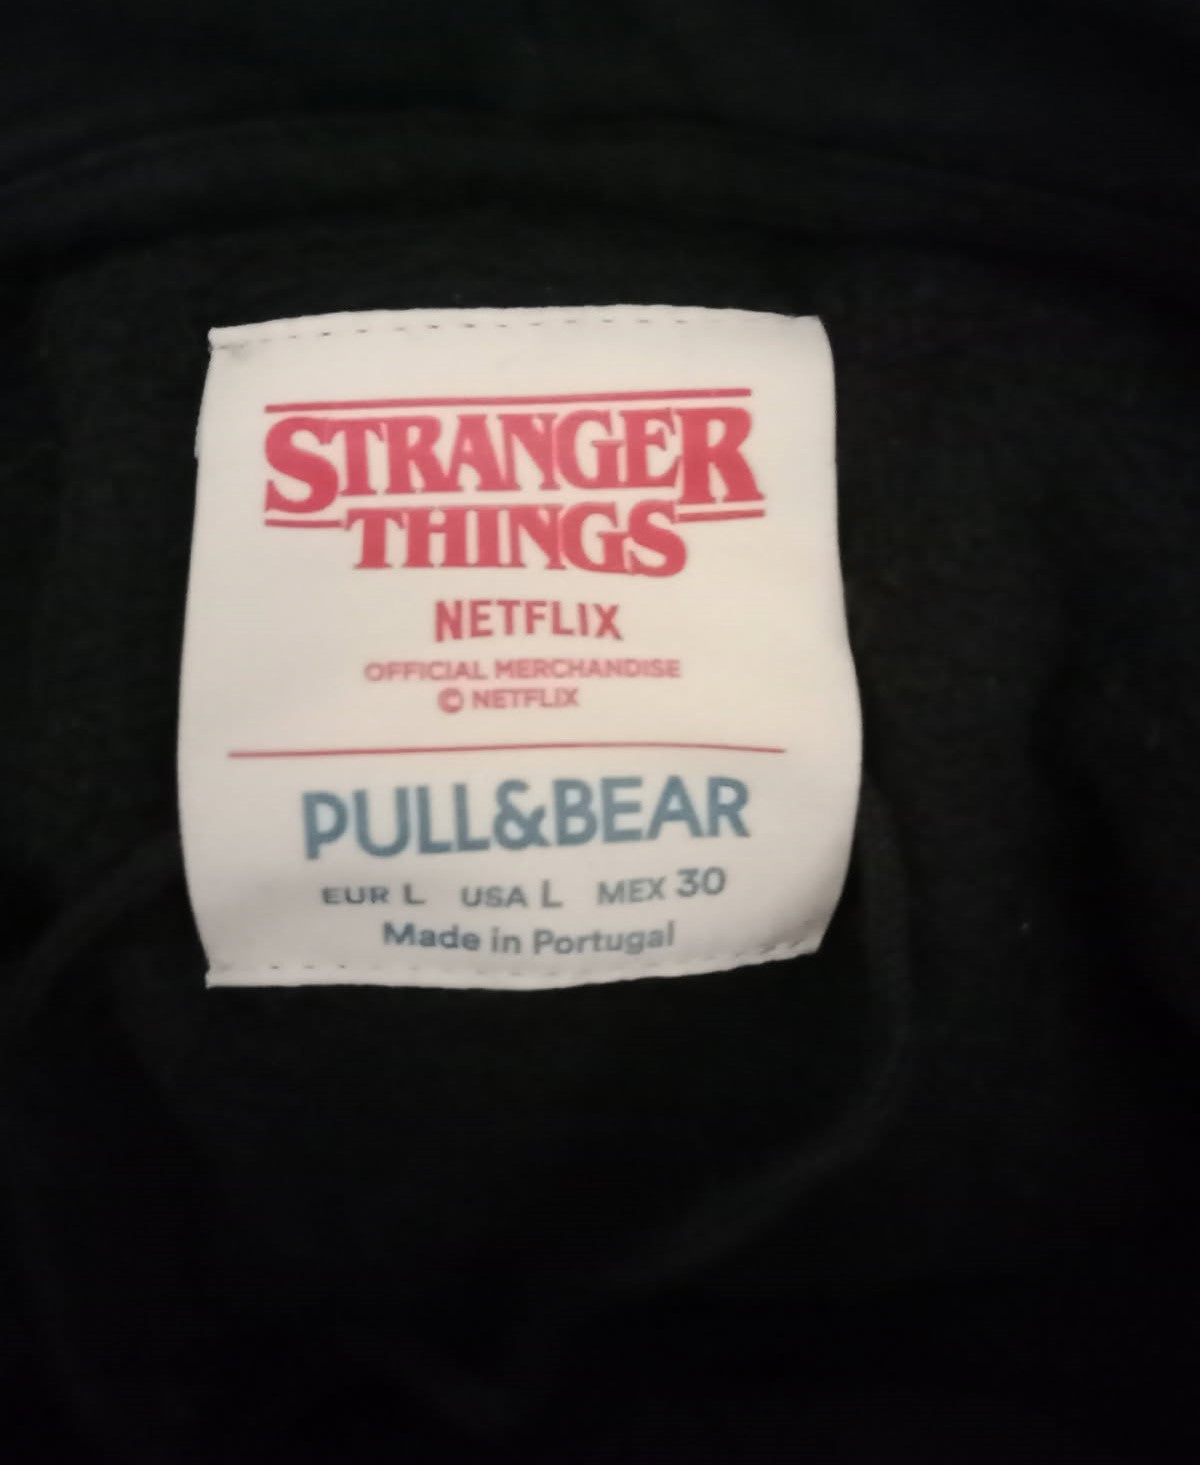 STRANGER
THINGS
NETFLIX
OFFICIAL MERCHANDISE
© NETFLIX
PULL&BEAR
EUR L USA L MEX 30
Made in Portugal